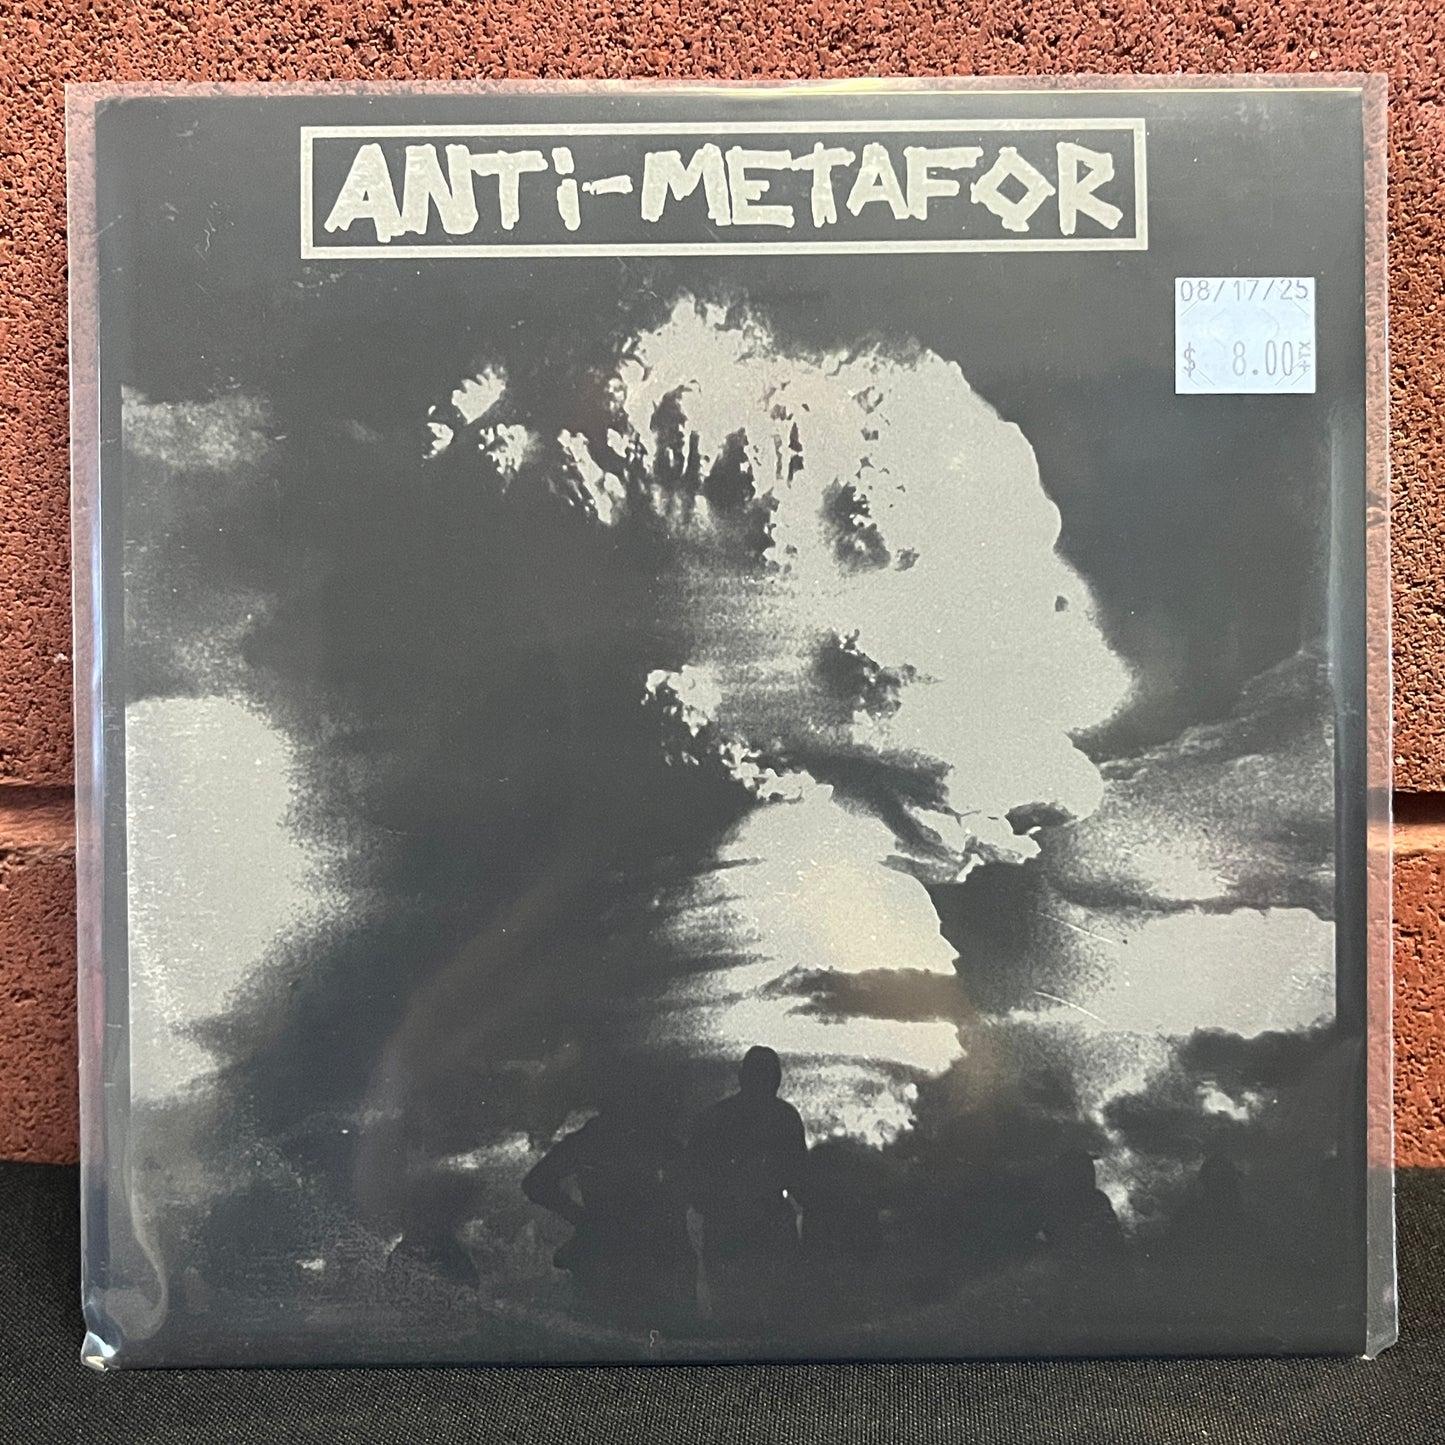 ANTi-METAFOR
08/17/25
$ 8.00 +TX